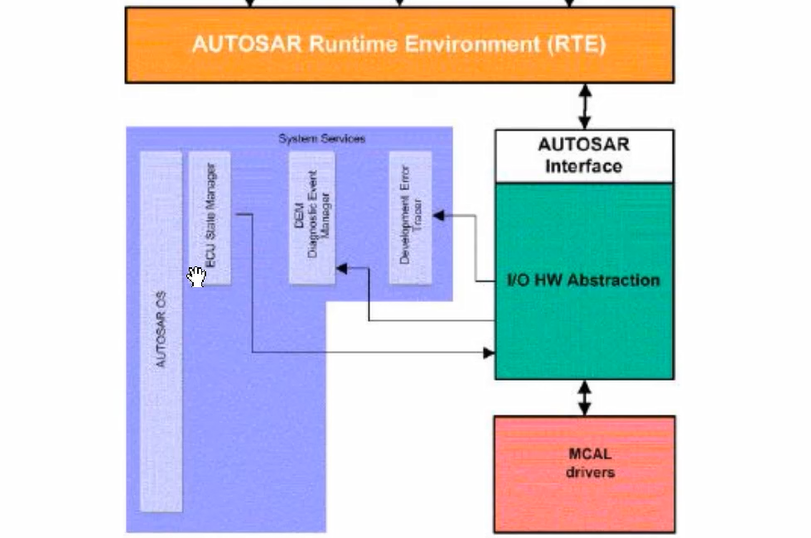 AUTOSAR Runtime Environment (RTE)
System Services
AUTOSAR OS
ECU State Manager
DEM
Diagnostic Event
Manager
Development Error
Tracer
AUTOSAR
Interface
I/O HW Abstraction
MCAL
drivers